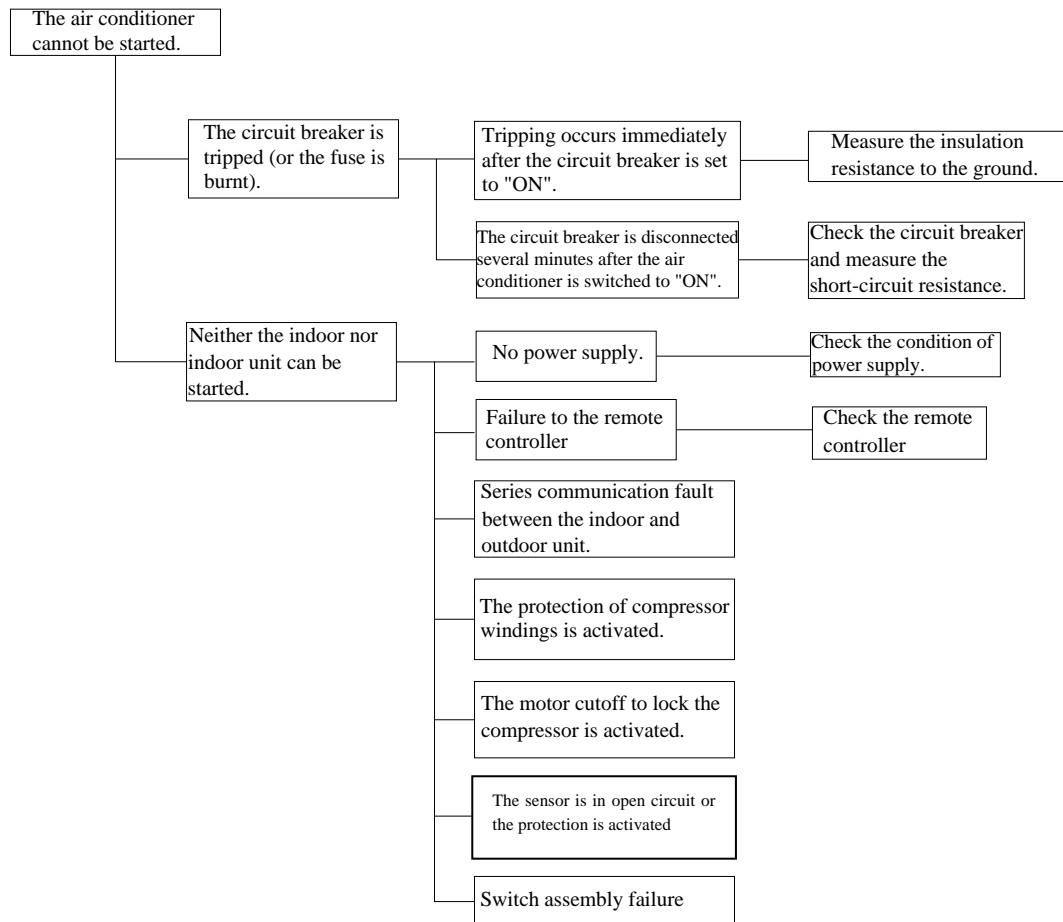 The air conditioner
cannot be started.
The circuit breaker is
tripped (or the fuse is
burnt).
Tripping occurs immediately
after the circuit breaker is set
to "ON".
Measure the insulation
resistance to the ground.
The circuit breaker is disconnected
several minutes after the air
conditioner is switched to "ON".
Check the circuit breaker
and measure the
short-circuit resistance.
Neither the indoor nor
indoor unit can be
started.
No power supply.
Check the condition of
power supply.
Failure to the remote
controller
Check the remote
controller
Series communication fault
between the indoor and
outdoor unit.
The protection of compressor
windings is activated.
The motor cutoff to lock the
compressor is activated.
The sensor is in open circuit or
the protection is activated
Switch assembly failure